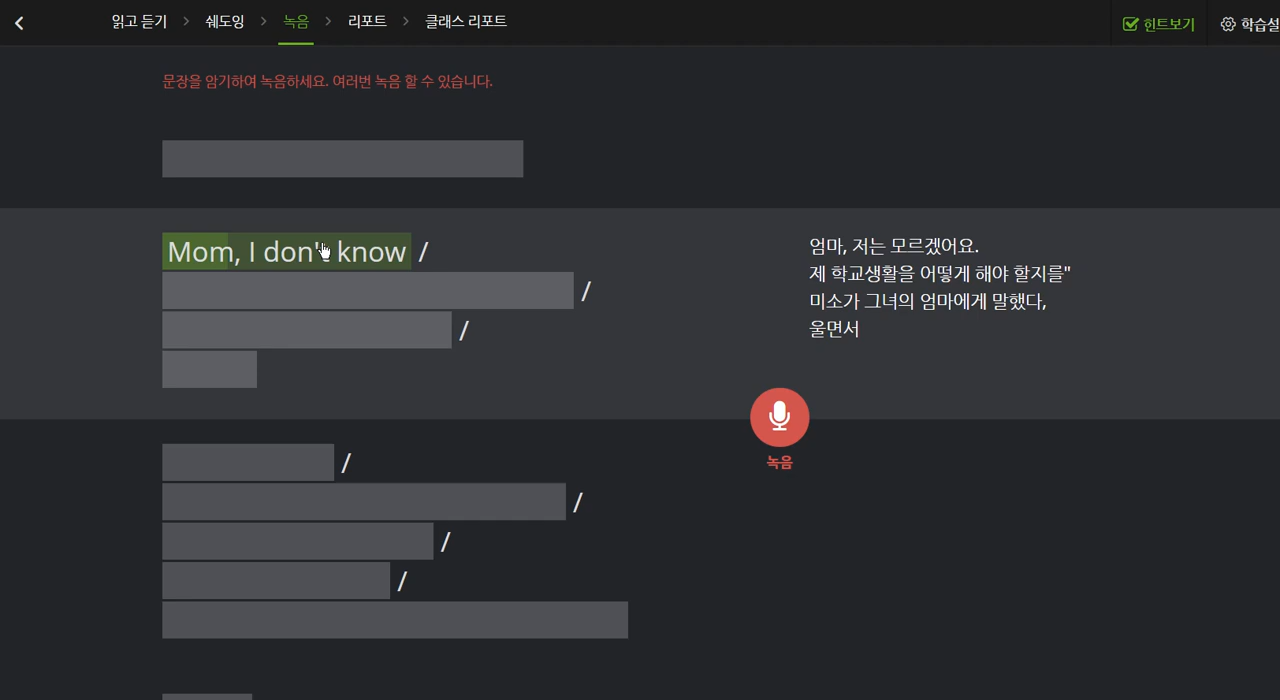 읽고 듣기 > 쉐도잉 > 녹음 > 리포트 > 클래스 리포트
힌트보기
학습설
문장을 암기하여 녹음하세요. 여러번 녹음 할 수 있습니다.
Mom, I don't know /
/
/
엄마, 저는 모르겠어요.
제 학교생활을 어떻게 해야 할지를"
미소가 그녀의 엄마에게 말했다,
울면서
녹음
/
/
/
/